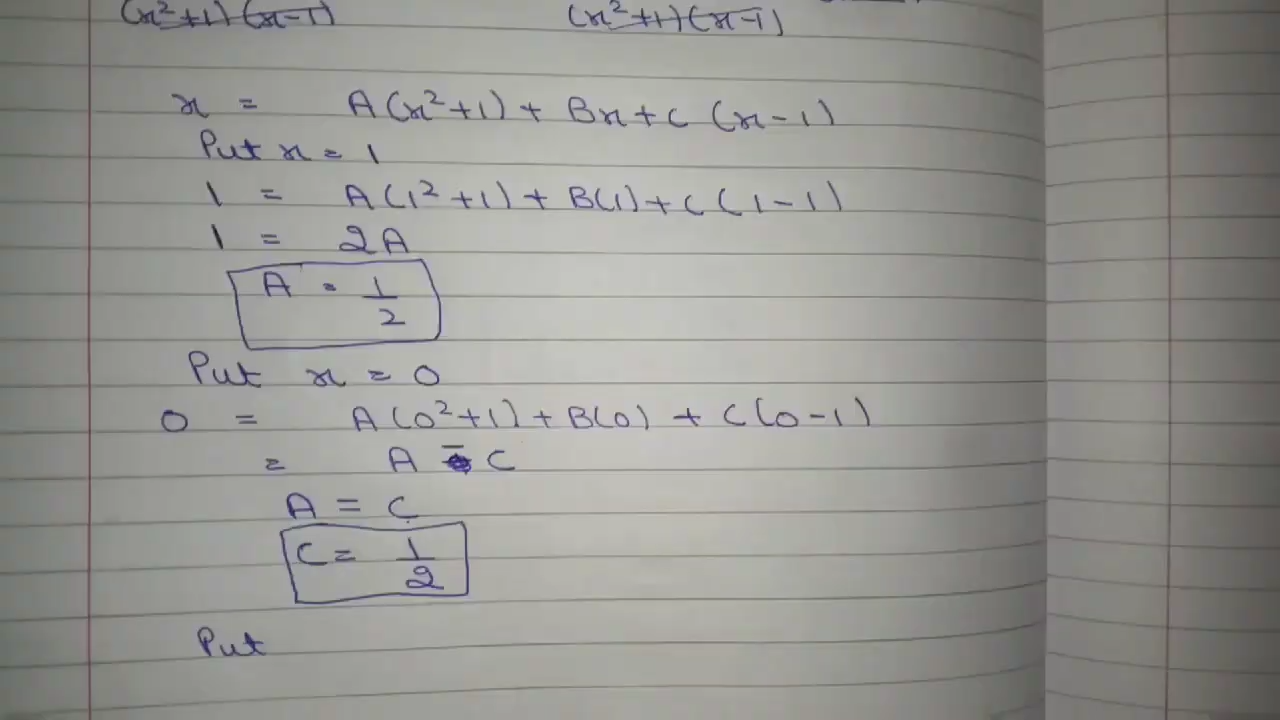 (x²+1)(x-1) (x²+1)(x-1)
x = A(x²+1) + Bx+C (x-1)
Put x = 1
1 = A(1²+1) + B(1)+C(1-1)
1 = 2A
A = 1/2
Put x = 0
0 = A(0²+1) + B(0) + C(0-1)
= A - C
A = C
C = 1/2
Put